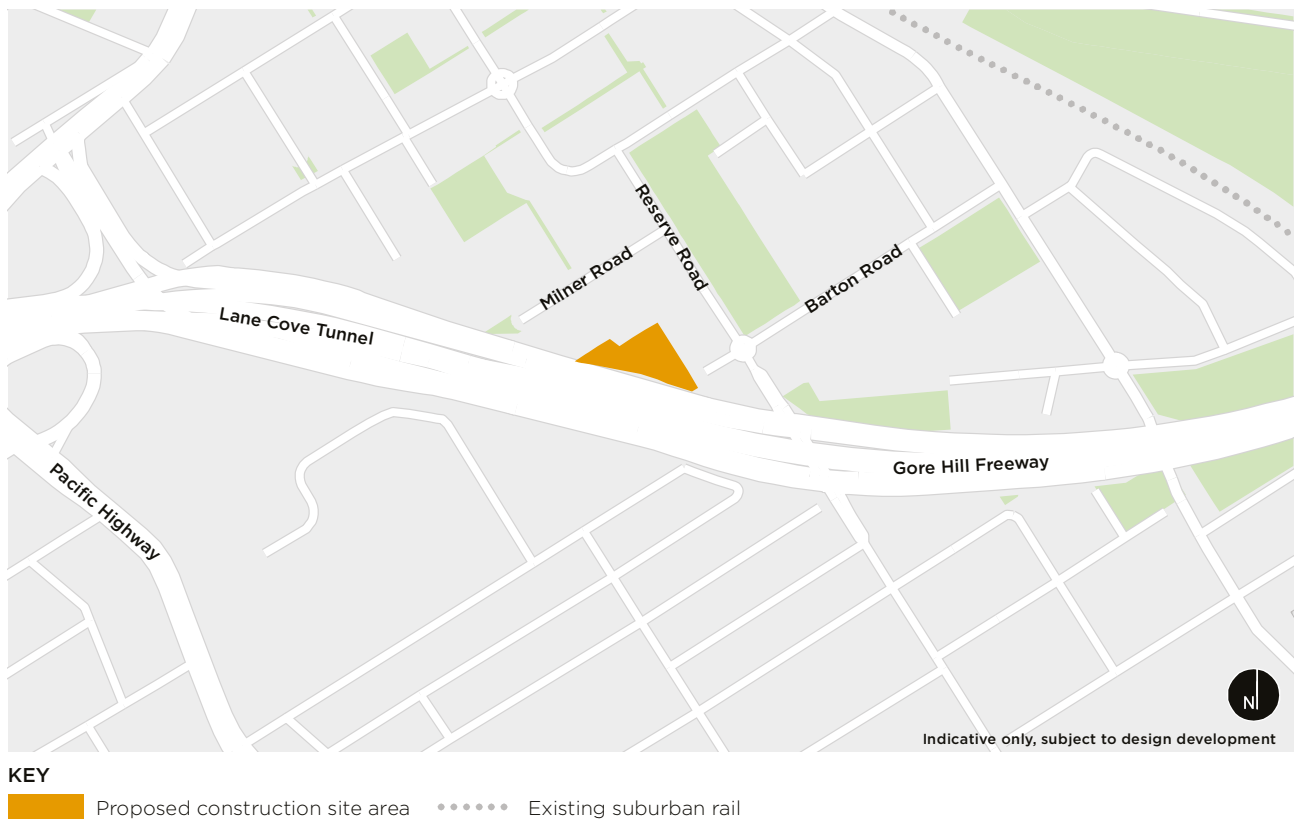 Reserve Road
Milner Road
Barton Road
Lane Cove Tunnel
Gore Hill Freeway
Pacific Highway
N
Indicative only, subject to design development
KEY
Proposed construction site area
Existing suburban rail